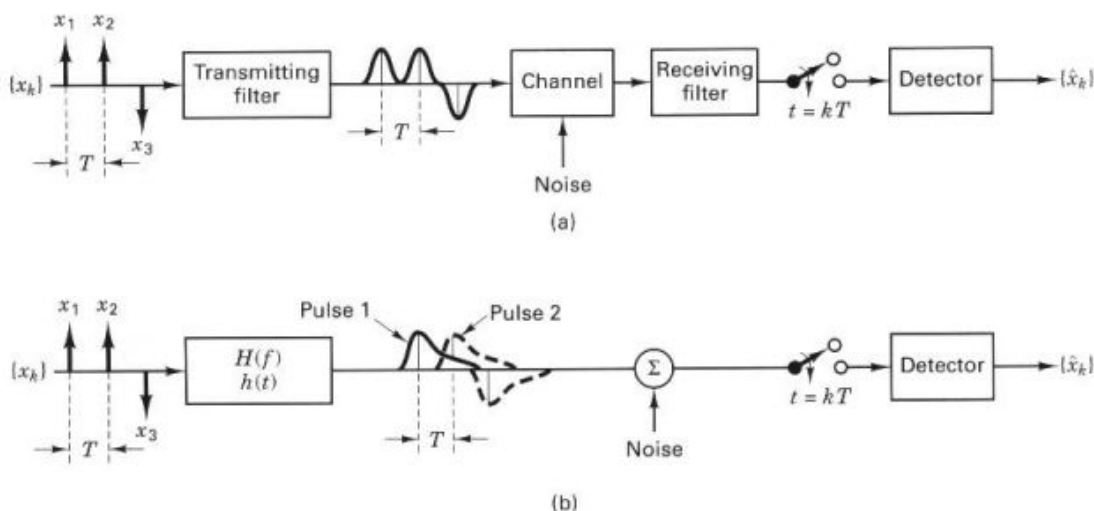 x₁ x₂
{xₖ} Transmitting filter Channel Receiving filter Detector {x̂ₖ}
x₃ T t = kT
T
Noise
(a)
x₁ x₂ Pulse 1 Pulse 2
{xₖ} H(f) Σ Detector {x̂ₖ}
h(t)
x₃ T t = kT
T Noise
(b)